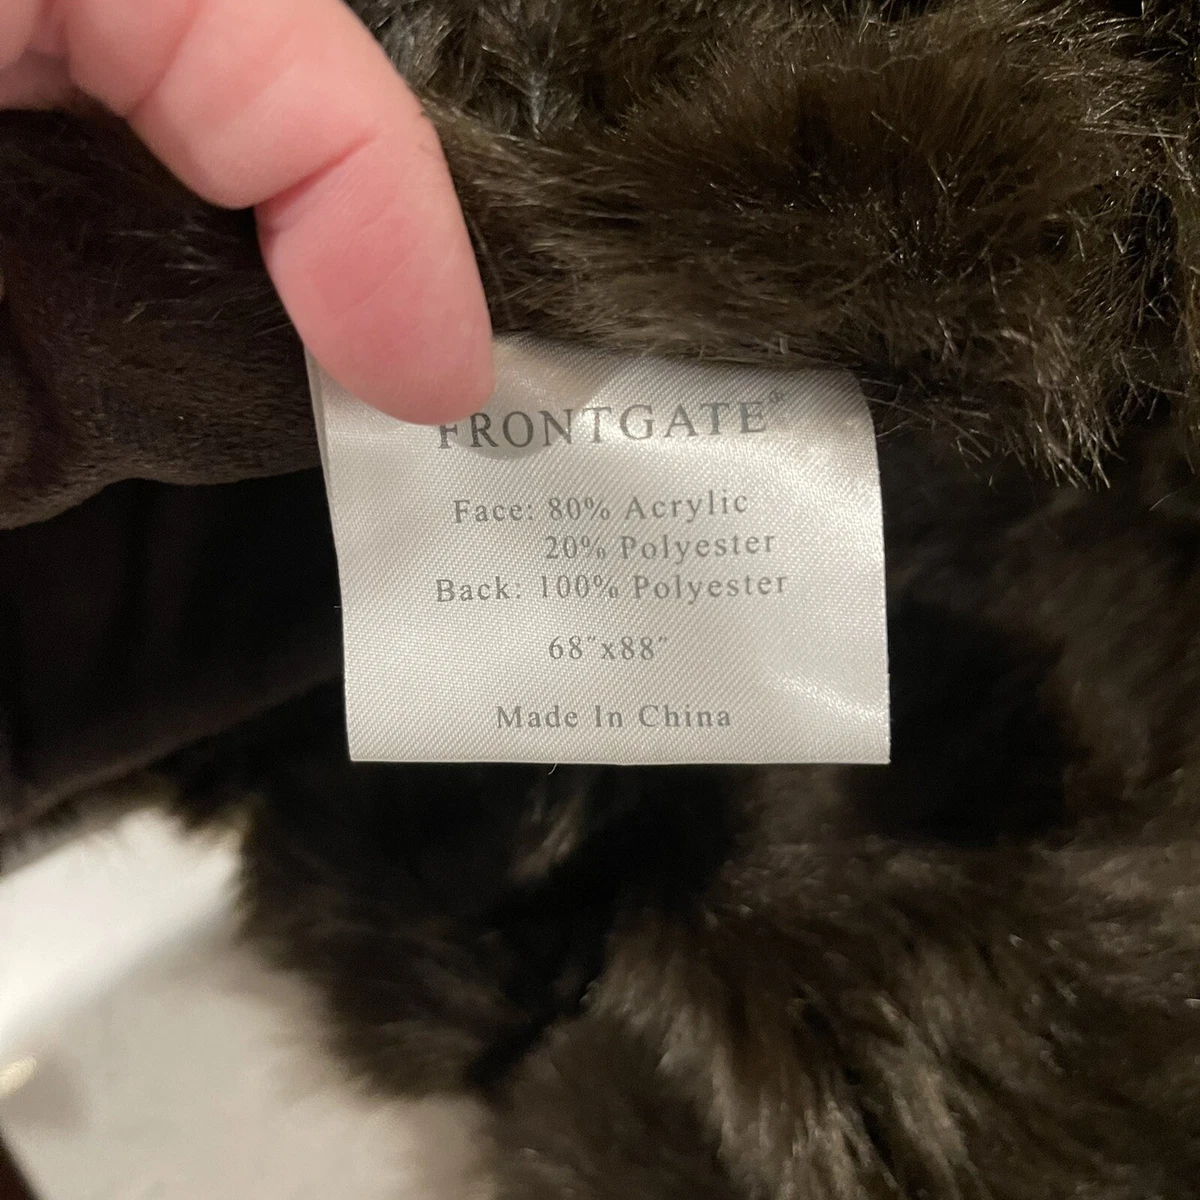 FRONTGATE®
Face: 80% Acrylic
20% Polyester
Back: 100% Polyester
68"x88"
Made In China